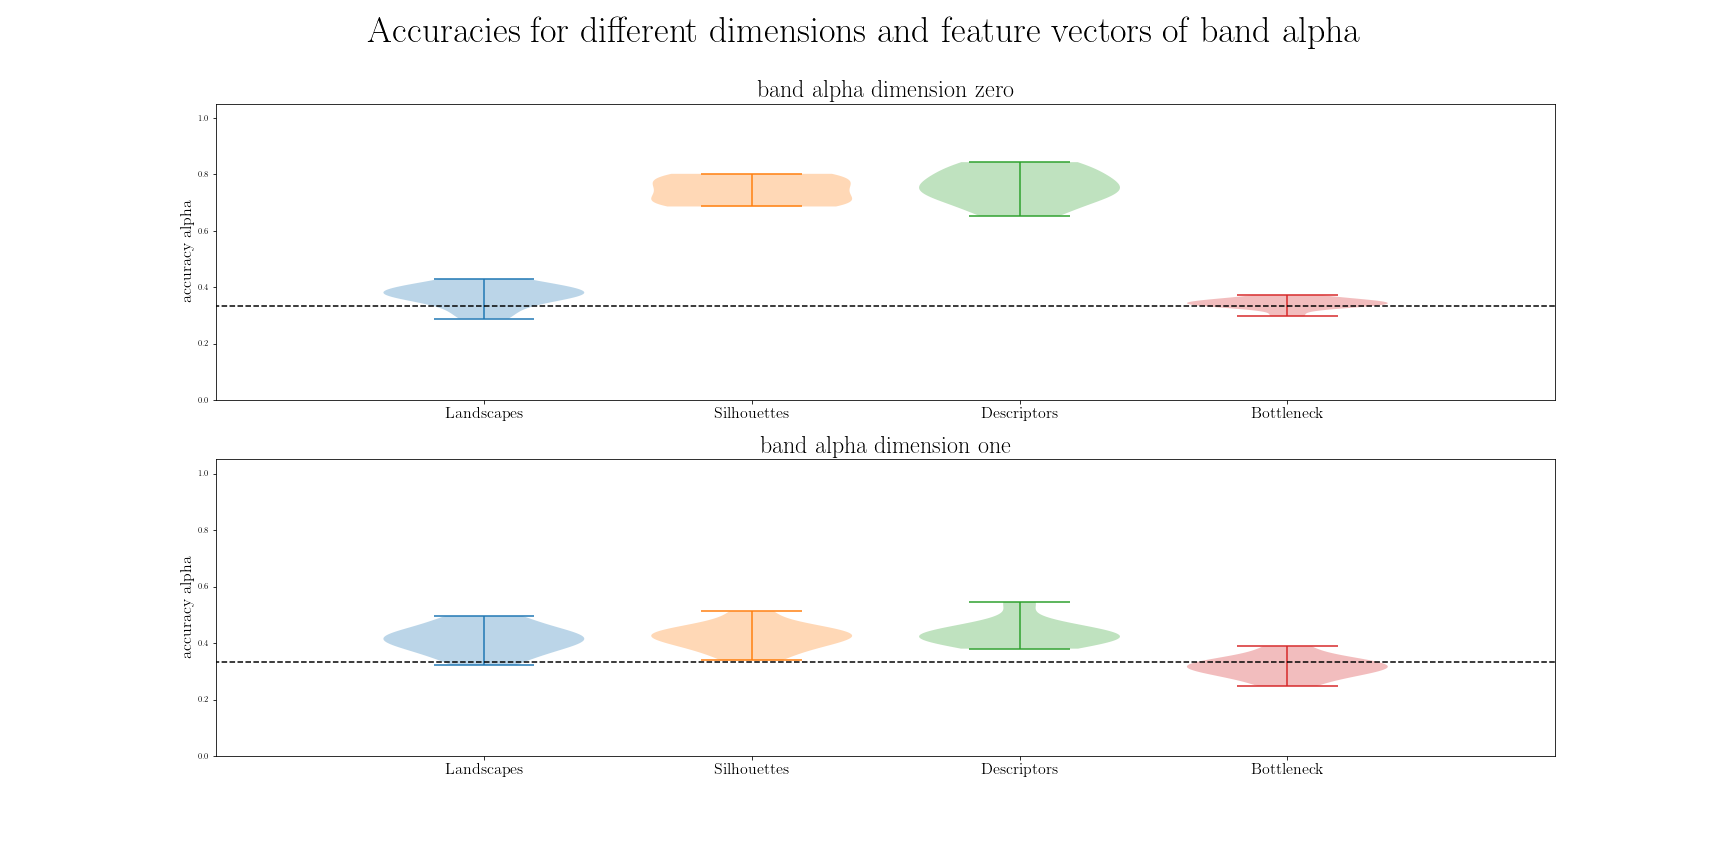 Accuracies for different dimensions and feature vectors of band alpha
band alpha dimension zero
accuracy alpha
1.0
0.8
0.6
0.4
0.2
0.0
Landscapes Silhouettes Descriptors Bottleneck
band alpha dimension one
accuracy alpha
1.0
0.8
0.6
0.4
0.2
0.0
Landscapes Silhouettes Descriptors Bottleneck